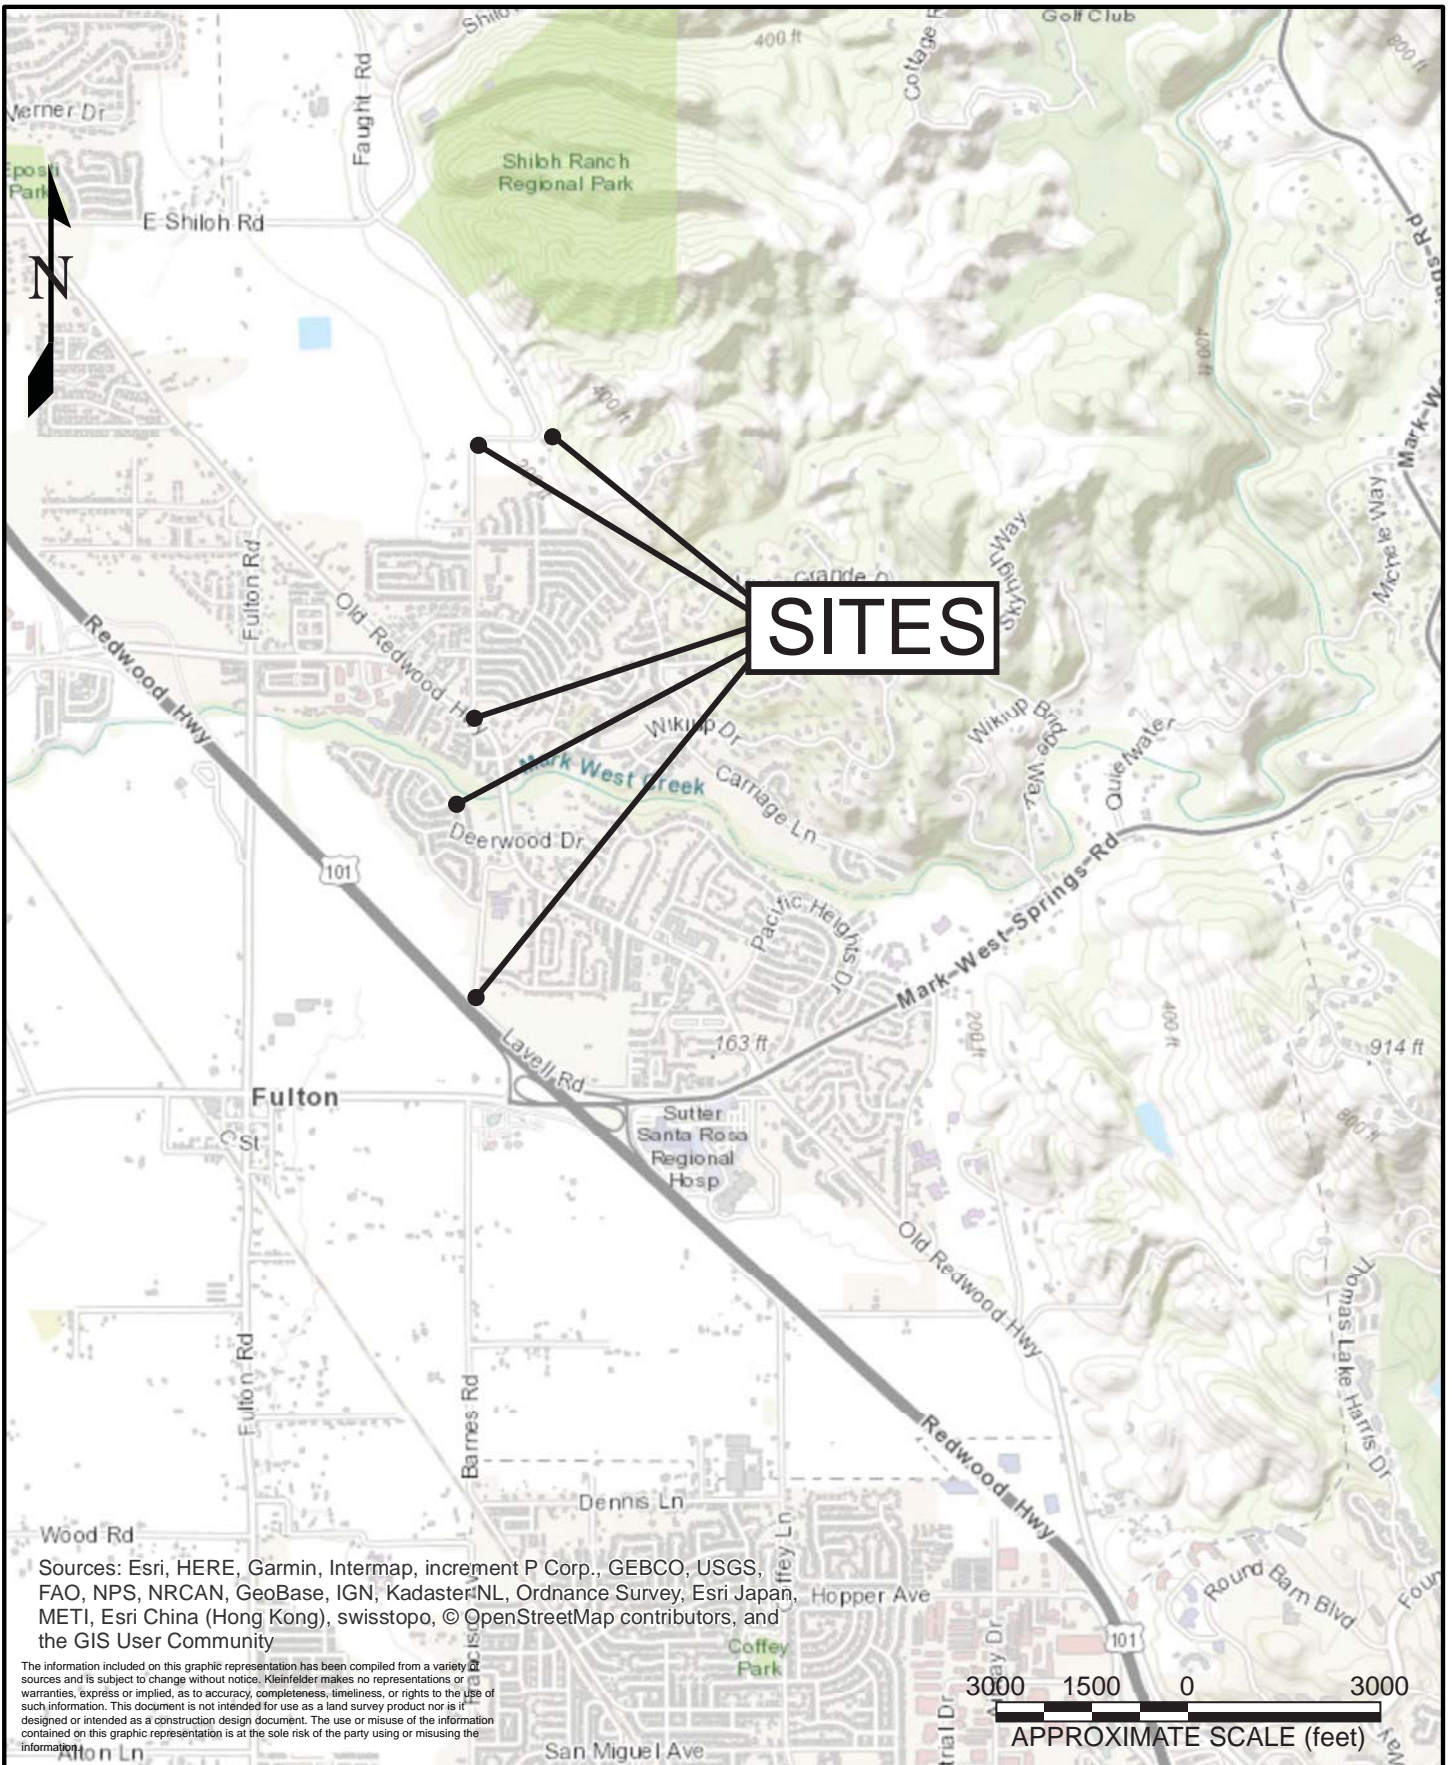 Golf Club
400 ft
800 ft
Faught Rd
Shiloh Ranch
Regional Park
Park
E Shiloh Rd
N
400 ft
400 ft
Fulton Rd
Old Redwood Hwy
Redwood Hwy
SITES
Skyhigh Way
Michele Way
Wikiup Dr
Wikiup Bridge Way
Quietwater
Mark West Creek
Carriage Ln
Deerwood Dr
101
Pacific Heights Dr
Mark-West-Springs-Rd
200 ft
400 ft
163 ft
914 ft
Lavell Rd
Fulton
C St
Sutter
Santa Rosa
Regional
Hosp
800 ft
Old Redwood Hwy
Thomas Lake Harris Dr
Fulton Rd
Barnes Rd
Redwood Hwy
Dennis Ln
Wood Rd
Sources: Esri, HERE, Garmin, Intermap, increment P Corp., GEBCO, USGS,
FAO, NPS, NRCAN, GeoBase, IGN, Kadaster NL, Ordnance Survey, Esri Japan,
METI, Esri China (Hong Kong), swisstopo, © OpenStreetMap contributors, and
the GIS User Community
Hopper Ave
Round Barn Blvd
Coffey
Park
101
The information included on this graphic representation has been compiled from a variety of
sources and is subject to change without notice. Kleinfelder makes no representations or
warranties, express or implied, as to accuracy, completeness, timeliness, or rights to the use of
such information. This document is not intended for use as a land survey product nor is it
designed or intended as a construction design document. The use or misuse of the information
contained on this graphic representation is at the sole risk of the party using or misusing the
information.
San Miguel Ave
3000 1500 0 3000
APPROXIMATE SCALE (feet)